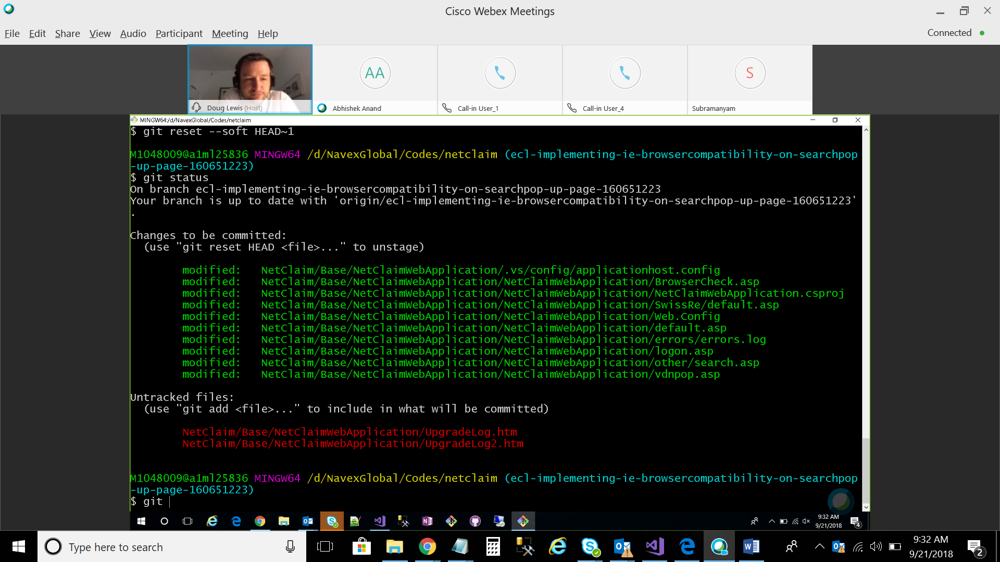 Cisco Webex Meetings
File Edit Share View Audio Participant Meeting Help
Connected
AA
S
Doug Lewis (Host)
Abhishek Anand
Call-in User_1
Call-in User_4
Subramanyam
MINGW64:/d/NavexGlobal/Codes/netclaim
$ git reset --soft HEAD~1
M1048009@a1ml25836 MINGW64 /d/NavexGlobal/Codes/netclaim (ecl-implementing-ie-browsercompatibility-on-searchpop
-up-page-160651223)
$ git status
On branch ecl-implementing-ie-browsercompatibility-on-searchpop-up-page-160651223
Your branch is up to date with 'origin/ecl-implementing-ie-browsercompatibility-on-searchpop-up-page-160651223'
.
Changes to be committed:
(use "git reset HEAD <file>..." to unstage)
modified: NetClaim/Base/NetClaimWebApplication/.vs/config/applicationhost.config
modified: NetClaim/Base/NetClaimWebApplication/NetClaimWebApplication/BrowserCheck.asp
modified: NetClaim/Base/NetClaimWebApplication/NetClaimWebApplication/NetClaimWebApplication.csproj
modified: NetClaim/Base/NetClaimWebApplication/NetClaimWebApplication/SwissRe/default.asp
modified: NetClaim/Base/NetClaimWebApplication/NetClaimWebApplication/Web.Config
modified: NetClaim/Base/NetClaimWebApplication/NetClaimWebApplication/default.asp
modified: NetClaim/Base/NetClaimWebApplication/NetClaimWebApplication/errors/errors.log
modified: NetClaim/Base/NetClaimWebApplication/NetClaimWebApplication/logon.asp
modified: NetClaim/Base/NetClaimWebApplication/NetClaimWebApplication/other/search.asp
modified: NetClaim/Base/NetClaimWebApplication/NetClaimWebApplication/vdnpop.asp
Untracked files:
(use "git add <file>..." to include in what will be committed)
NetClaim/Base/NetClaimWebApplication/UpgradeLog.htm
NetClaim/Base/NetClaimWebApplication/UpgradeLog2.htm
M1048009@a1ml25836 MINGW64 /d/NavexGlobal/Codes/netclaim (ecl-implementing-ie-browsercompatibility-on-searchpop
-up-page-160651223)
$ git
9:32 AM
9/21/2018
4
Type here to search
9:32 AM
9/21/2018
2